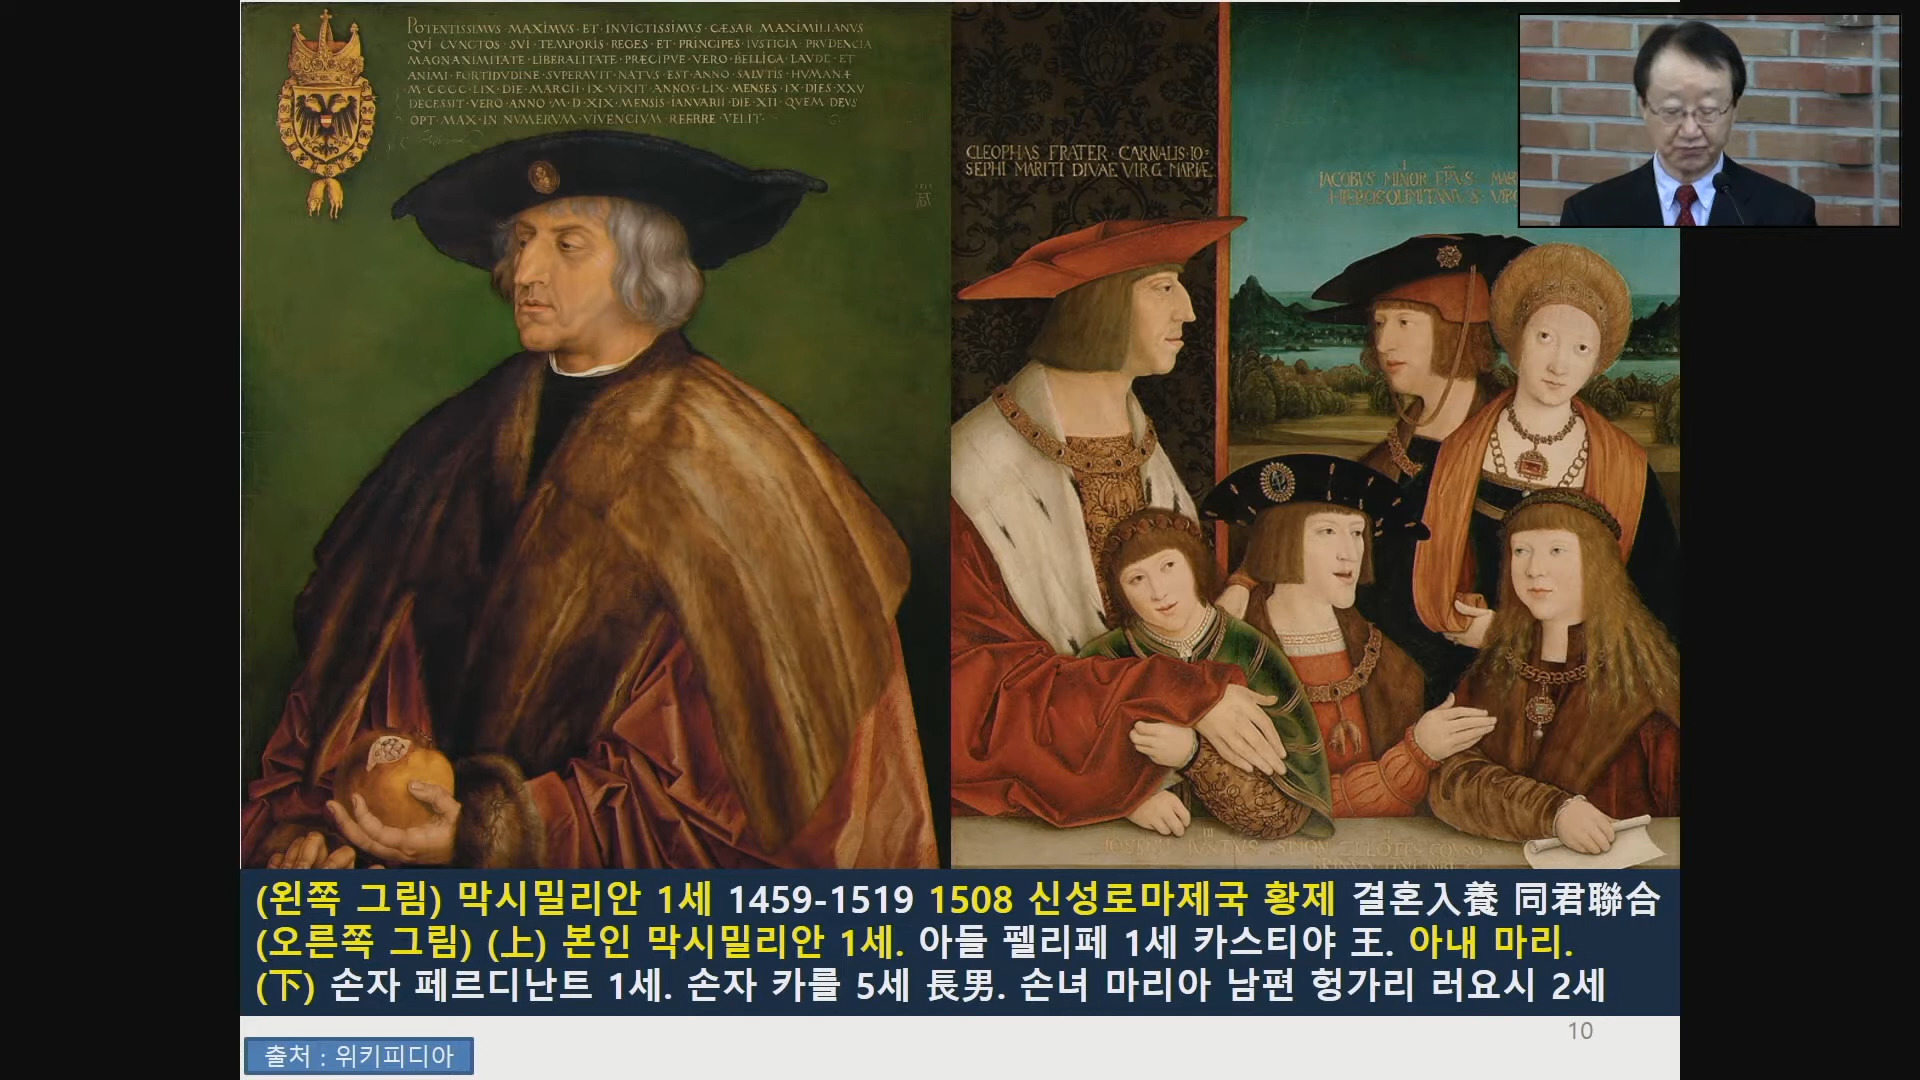 POTENTISSIMVS · MAXIMVS · ET · INVICTISSIMVS · CÆSAR · MAXIMILIANVS
QVI · CVNCTOS · SVI · TEMPORIS · REGES · ET · PRINCIPES · IVSTICIA · PRVDENCIA
MAGNANIMITATE · LIBERALITATE · PRÆCIPVE · VERO · BELLICA · LAVDE · ET
ANIMI · FORTIDVDINE · SVPERAVIT · NATVS · EST · ANNO · SALVTIS · HVMANÆ
M · CCCC · LIX · DIE · MARCII · IX · VIXIT · ANNOS · LIX · MENSES · IX · DIES · XXV
DECESSIT · VERO · ANNO · M · D · XIX · MENSIS · IANVARII · DIE · XII · QVEM · DEVS
OPT · MAX · IN · NVMERVM · VIVENCIVM · REFERRE · VELIT ·
CLEOPHAS FRATER · CARNALIS · IO=
SEPHI MARITI DIVAE VIRG MARIÆ
JACOBVS MINOR
(왼쪽 그림) 막시밀리안 1세 1459-1519 1508 신성로마제국 황제 결혼入養 同君聯合
(오른쪽 그림) (上) 본인 막시밀리안 1세. 아들 펠리페 1세 카스티야 王. 아내 마리.
(下) 손자 페르디난트 1세. 손자 카를 5세 長男. 손녀 마리아 남편 헝가리 러요시 2세
10
출처 : 위키피디아